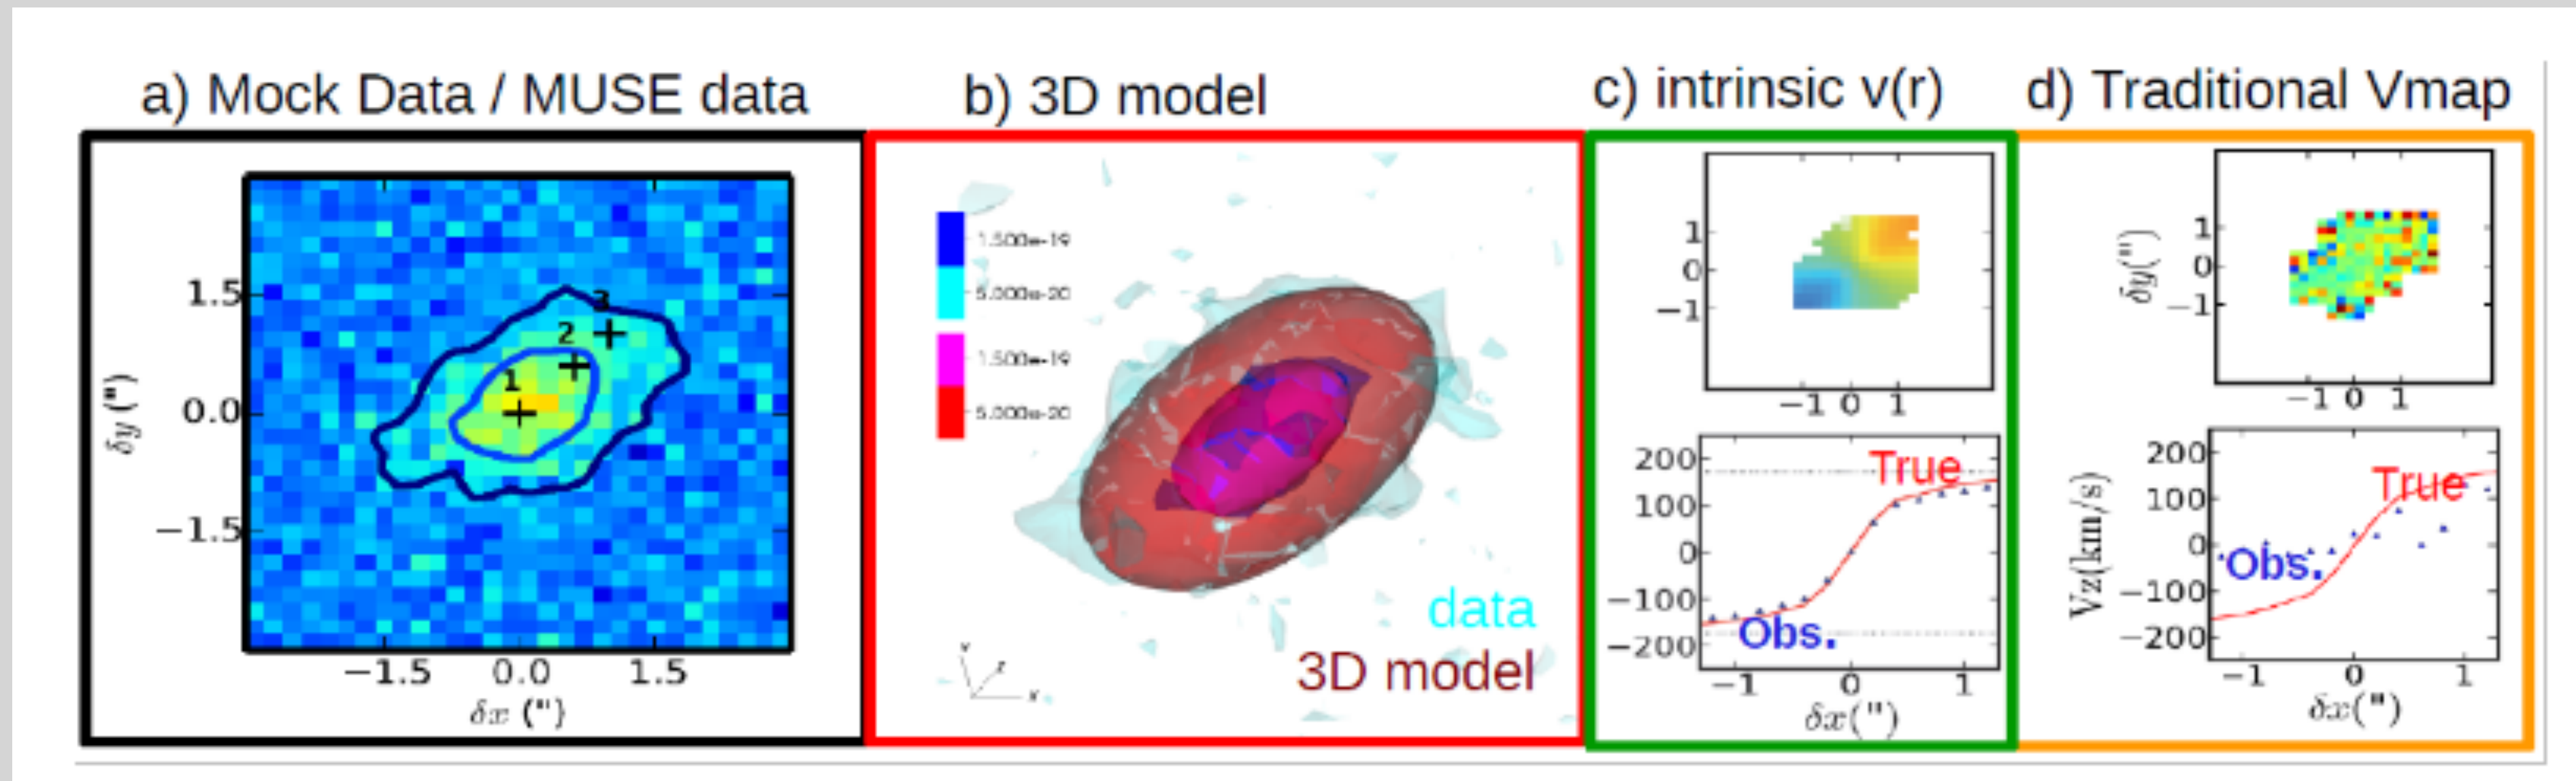 a) Mock Data / MUSE data
b) 3D model
c) intrinsic v(r)
d) Traditional Vmap
1.5
0.0
−1.5
δy (")
1
2
3
−1.5 0.0 1.5
δx (")
1.500e-19
5.000e-20
1.500e-19
5.000e-20
data
3D model
Y
Z
X
1
0
−1
−1 0 1
200
100
0
−100
−200
True
Obs.
−1 0 1
δx(")
δy(")
1
0
−1
−1 0 1
Vz(km/s)
200
100
0
−100
−200
True
Obs.
−1 0 1
δx(")